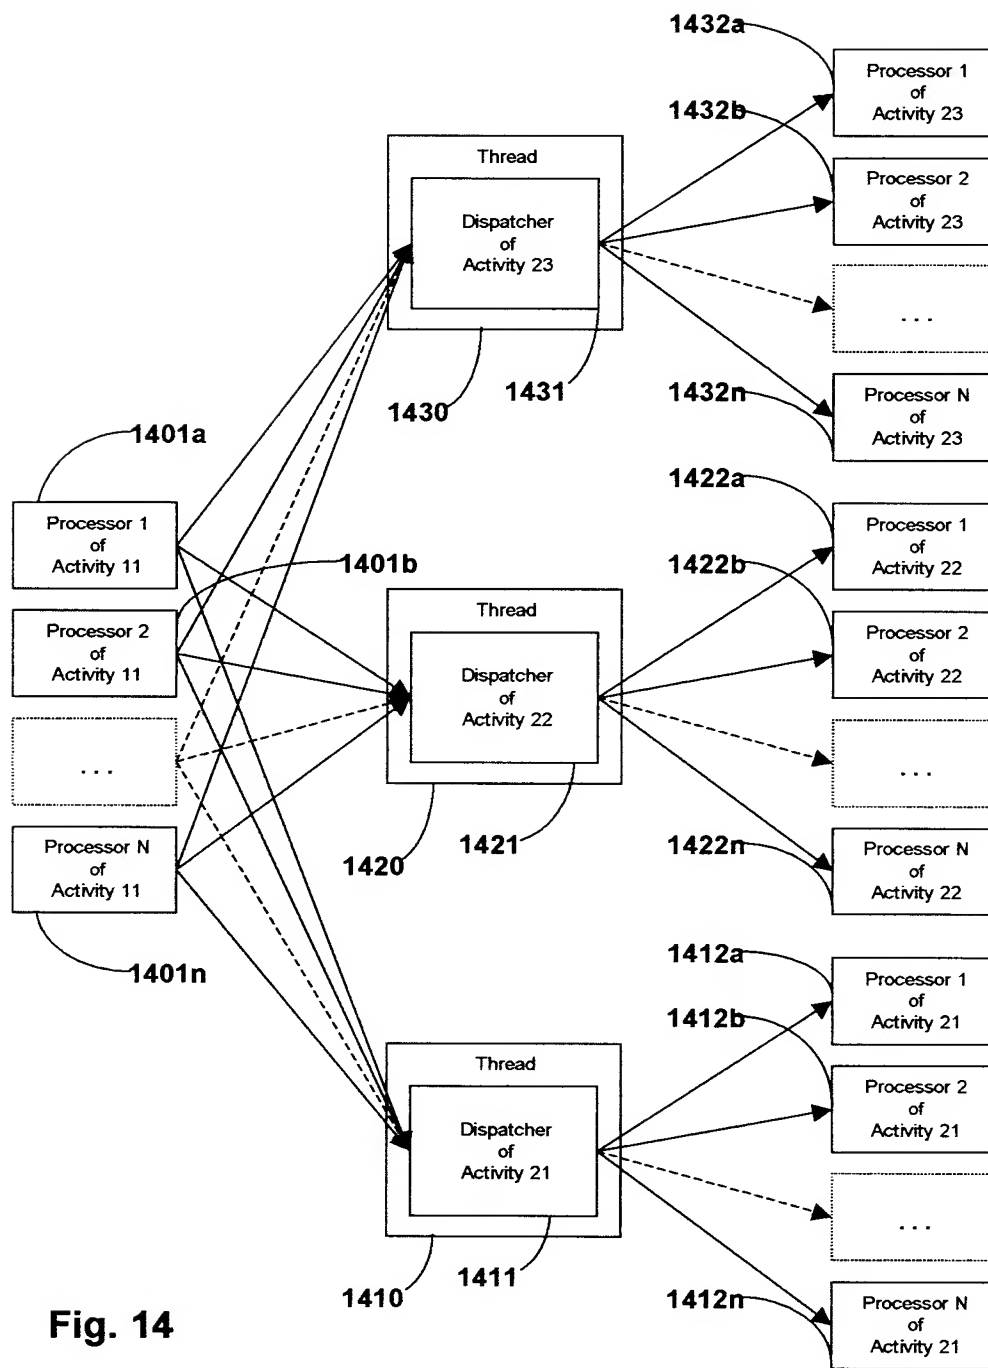 1432a
Processor 1
of
Activity 23
1432b
Processor 2
of
Activity 23
Thread
Dispatcher
of
Activity 23
. . .
1430
1431
1432n
Processor N
of
Activity 23
1401a
Processor 1
of
Activity 11
1401b
Processor 2
of
Activity 11
. . .
Processor N
of
Activity 11
1401n
1422a
Processor 1
of
Activity 22
1422b
Processor 2
of
Activity 22
Thread
Dispatcher
of
Activity 22
. . .
1420
1421
1422n
Processor N
of
Activity 22
1412a
Processor 1
of
Activity 21
1412b
Processor 2
of
Activity 21
Thread
Dispatcher
of
Activity 21
. . .
1410
1411
1412n
Processor N
of
Activity 21
Fig. 14